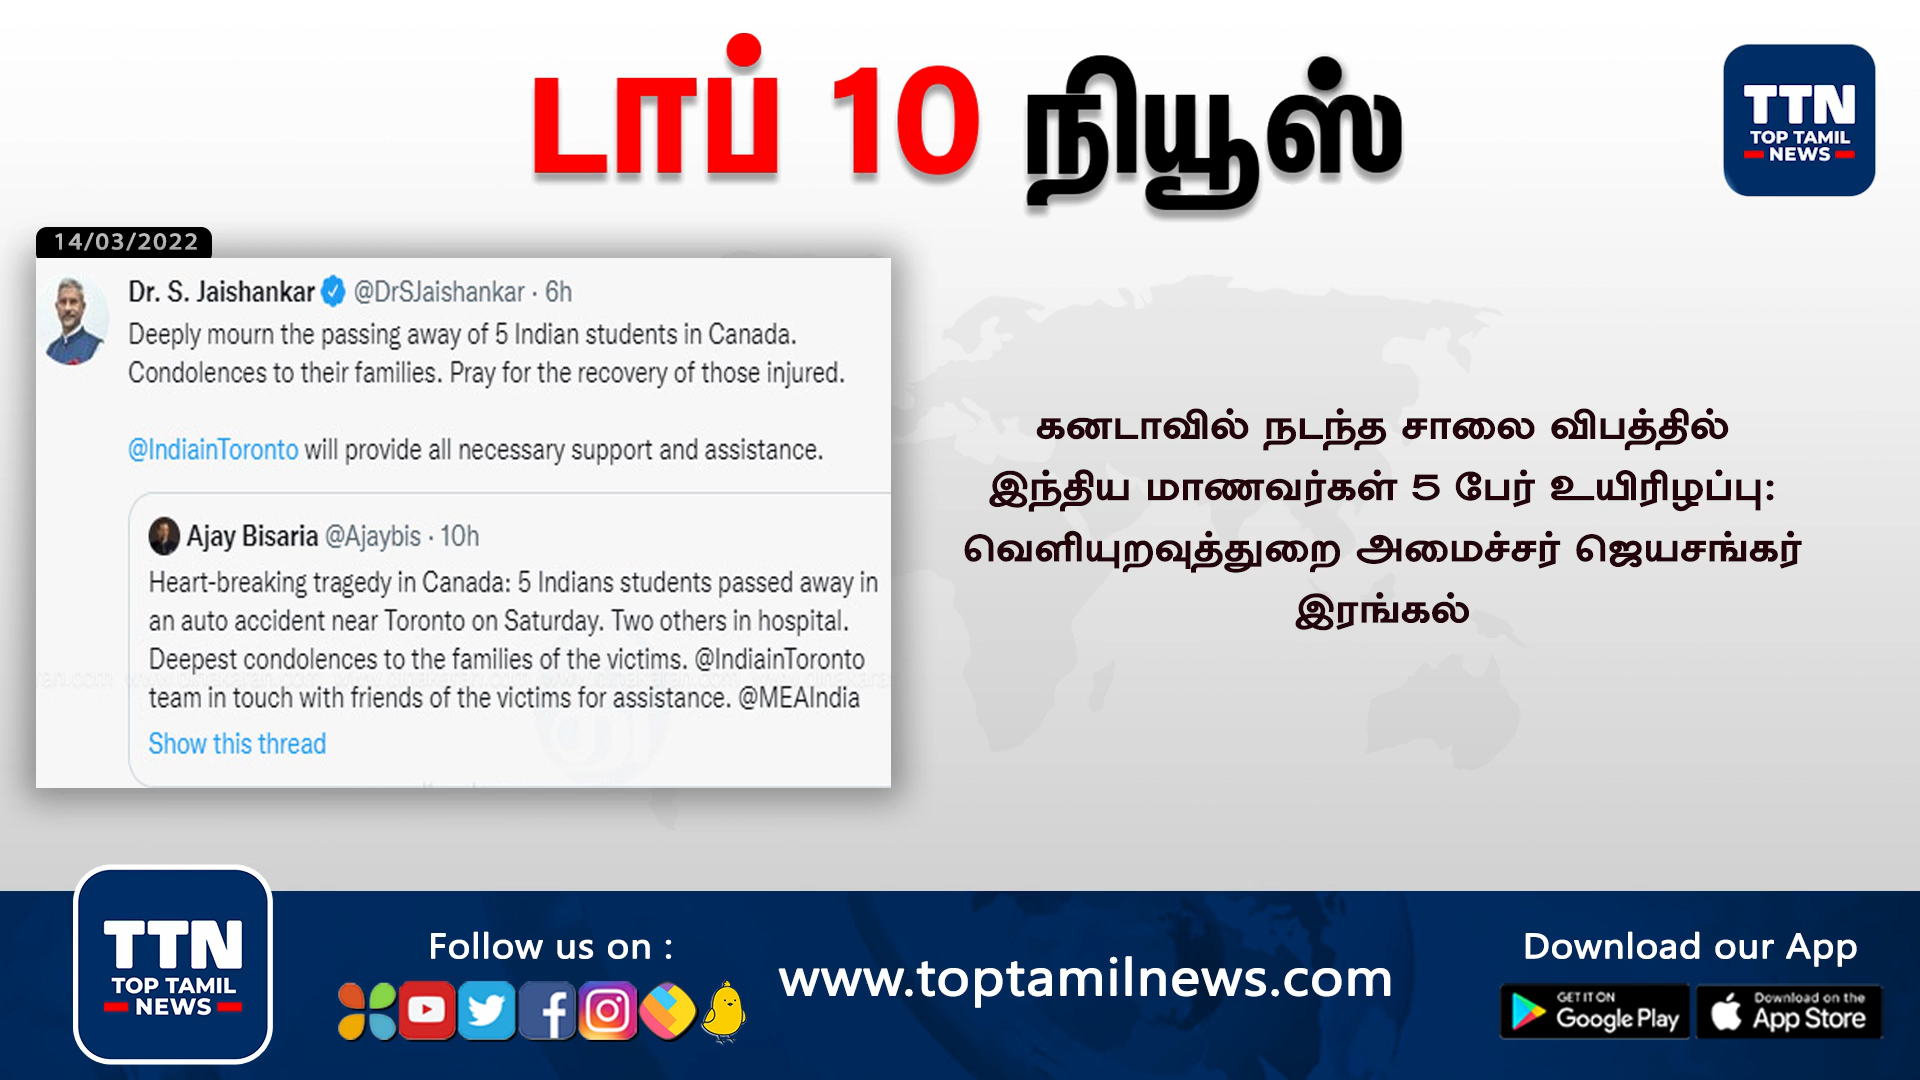 டாப் 10 நியூஸ்
TTN
TOP TAMIL
NEWS
14/03/2022
Dr. S. Jaishankar @DrSJaishankar · 6h
Deeply mourn the passing away of 5 Indian students in Canada.
Condolences to their families. Pray for the recovery of those injured.
@IndiainToronto will provide all necessary support and assistance.
Ajay Bisaria @Ajaybis · 10h
Heart-breaking tragedy in Canada: 5 Indians students passed away in
an auto accident near Toronto on Saturday. Two others in hospital.
Deepest condolences to the families of the victims. @IndiainToronto
team in touch with friends of the victims for assistance. @MEAIndia
Show this thread
கனடாவில் நடந்த சாலை விபத்தில்
இந்திய மாணவர்கள் 5 பேர் உயிரிழப்பு:
வெளியுறவுத்துறை அமைச்சர் ஜெயசங்கர்
இரங்கல்
TTN
TOP TAMIL
NEWS
Follow us on :
www.toptamilnews.com
Download our App
GET IT ON
Google Play
Download on the
App Store